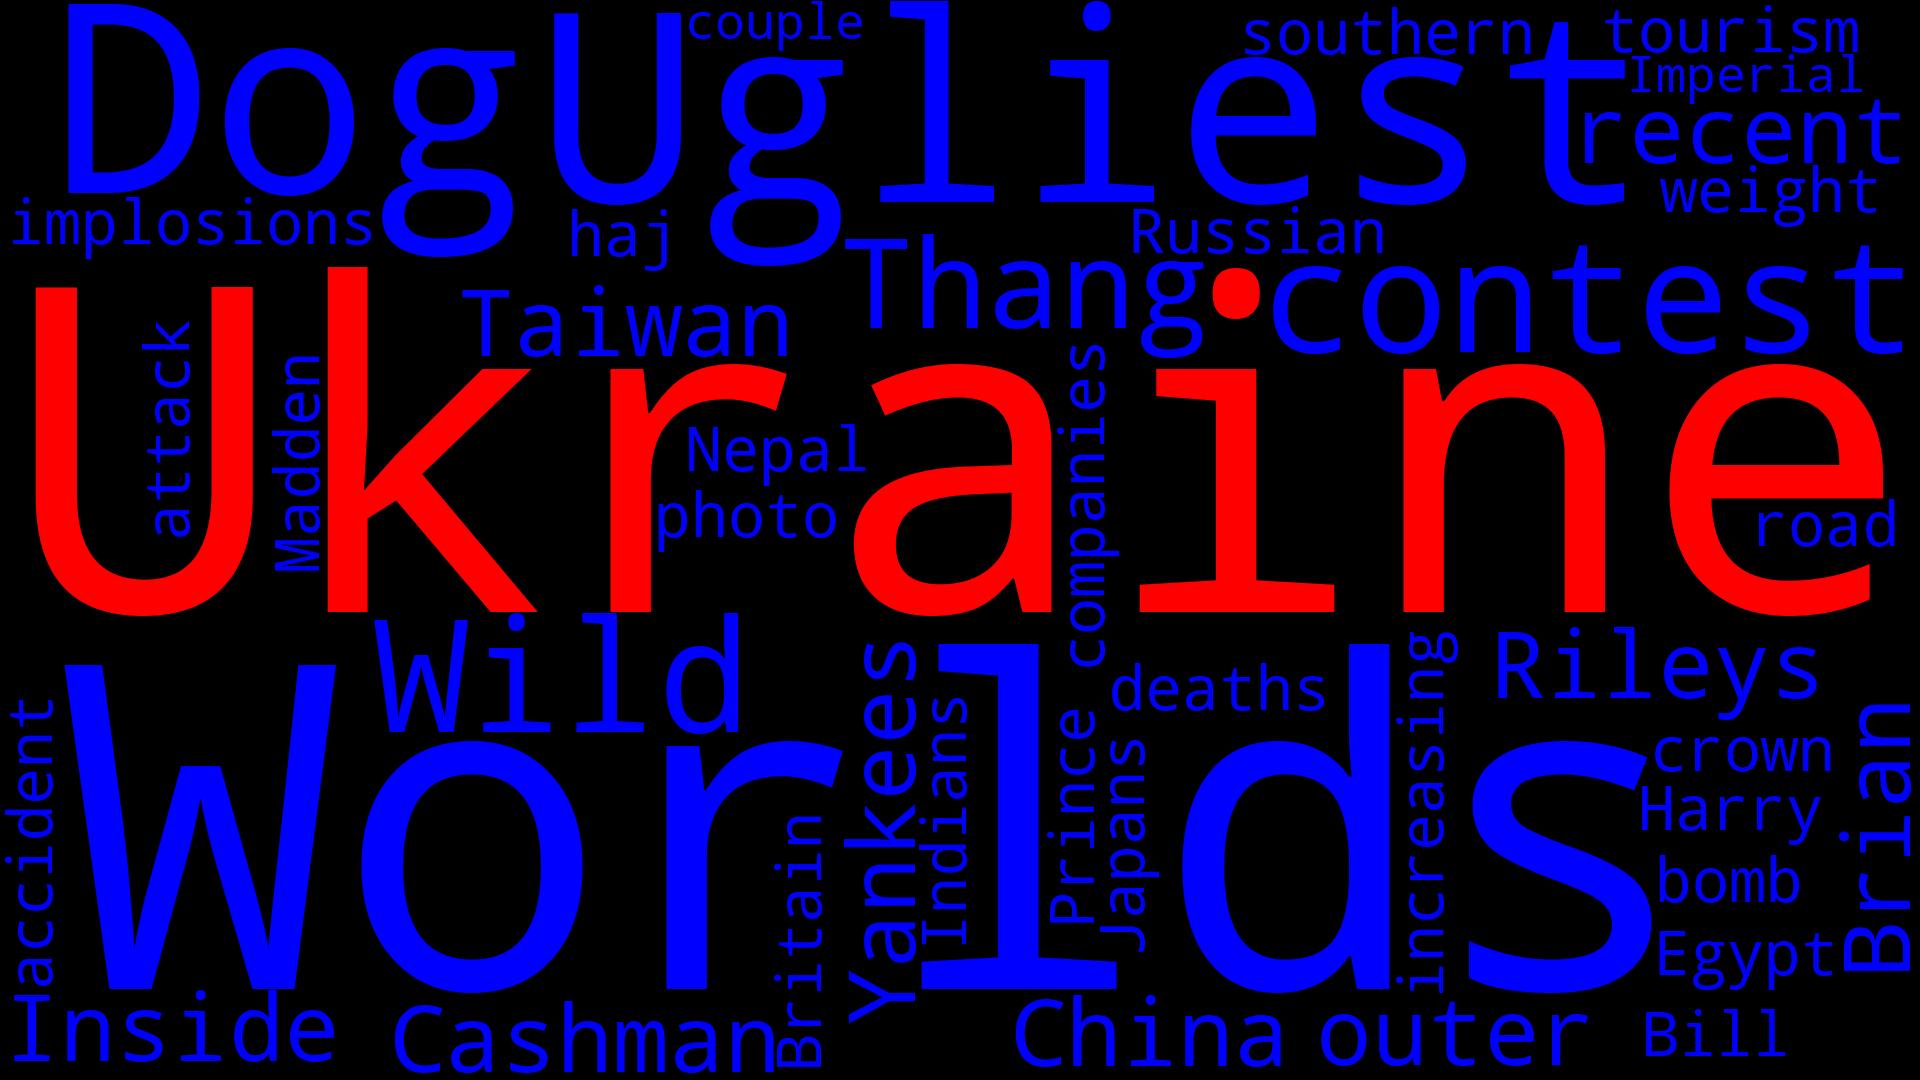 Dog
Ugliest
couple
southern
tourism
Imperial
recent
weight
implosions
haj
Russian
Thang
contest
Taiwan
Ukraine
attack
Madden
Nepal
photo
companies
road
Wild
Worlds
Yankees
Indians
deaths
Prince
Japans
increasing
Rileys
crown
Harry
bomb
Egypt
Brian
accident
Britain
Inside
Cashman
China
outer
Bill